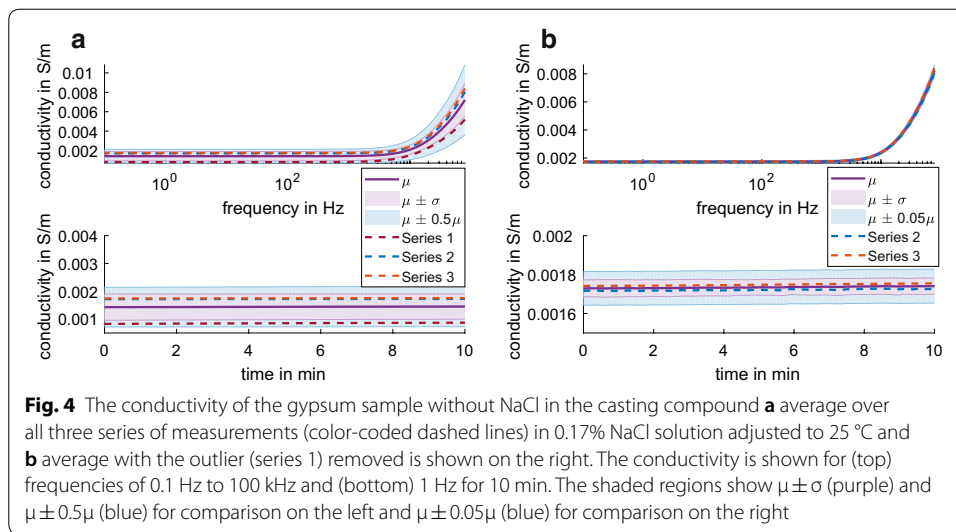 a
conductivity in S/m
0.01
0.008
0.006
0.004
0.002
10⁰ 10²
frequency in Hz
μ
μ ± σ
μ ± 0.5μ
Series 1
Series 2
Series 3
conductivity in S/m
0.004
0.003
0.002
0.001
0 2 4 6 8 10
time in min
b
conductivity in S/m
0.008
0.006
0.004
0.002
10⁰ 10²
frequency in Hz
μ
μ ± σ
μ ± 0.05μ
Series 2
Series 3
conductivity in S/m
0.002
0.0018
0.0016
0 2 4 6 8 10
time in min
Fig. 4 The conductivity of the gypsum sample without NaCl in the casting compound a average over
all three series of measurements (color-coded dashed lines) in 0.17% NaCl solution adjusted to 25 °C and
b average with the outlier (series 1) removed is shown on the right. The conductivity is shown for (top)
frequencies of 0.1 Hz to 100 kHz and (bottom) 1 Hz for 10 min. The shaded regions show μ ± σ (purple) and
μ ± 0.5μ (blue) for comparison on the left and μ ± 0.05μ (blue) for comparison on the right